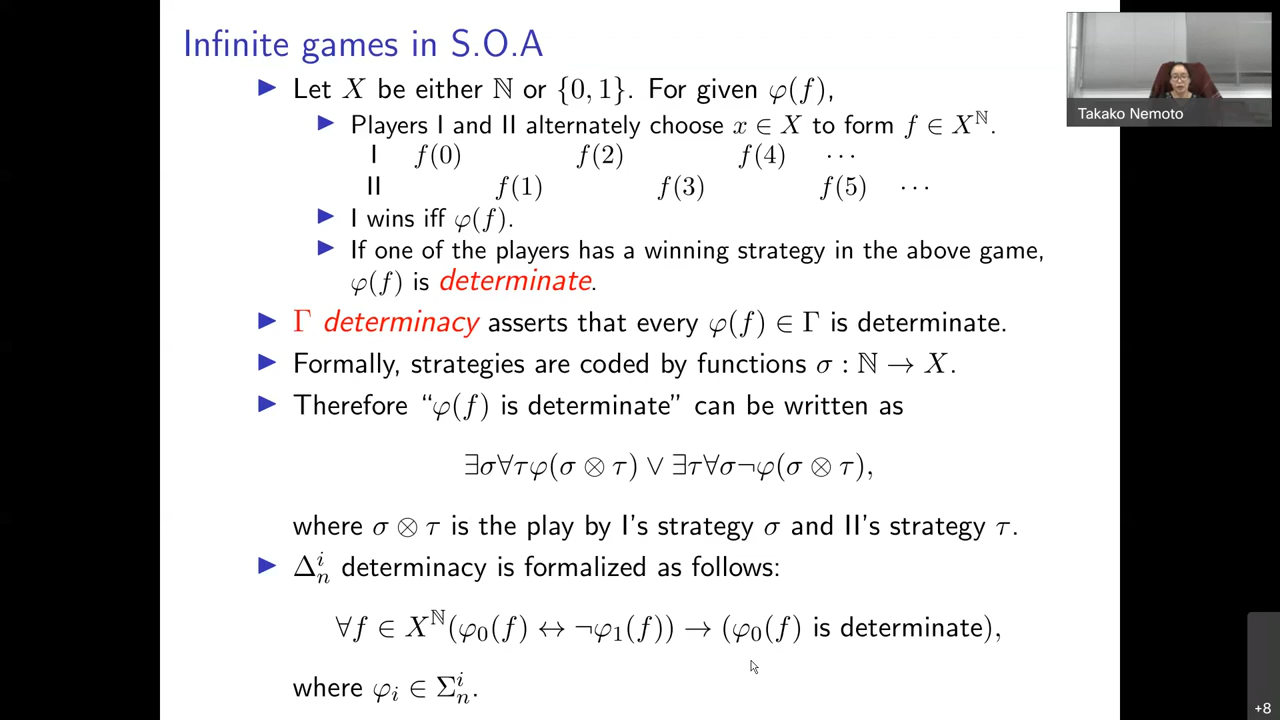 Infinite games in S.O.A
Let X be either ℕ or {0, 1}. For given φ(f),
Players I and II alternately choose x ∈ X to form f ∈ X^ℕ.
I f(0) f(2) f(4) ⋯
II f(1) f(3) f(5) ⋯
I wins iff φ(f).
If one of the players has a winning strategy in the above game,
φ(f) is determinate.
Γ determinacy asserts that every φ(f) ∈ Γ is determinate.
Formally, strategies are coded by functions σ : ℕ → X.
Therefore “φ(f) is determinate” can be written as
∃σ∀τφ(σ ⊗ τ) ∨ ∃τ∀σ¬φ(σ ⊗ τ),
where σ ⊗ τ is the play by I's strategy σ and II's strategy τ.
Δ^i_n determinacy is formalized as follows:
∀f ∈ X^ℕ(φ₀(f) ↔ ¬φ₁(f)) → (φ₀(f) is determinate),
where φ_i ∈ Σ^i_n.
Takako Nemoto
+8